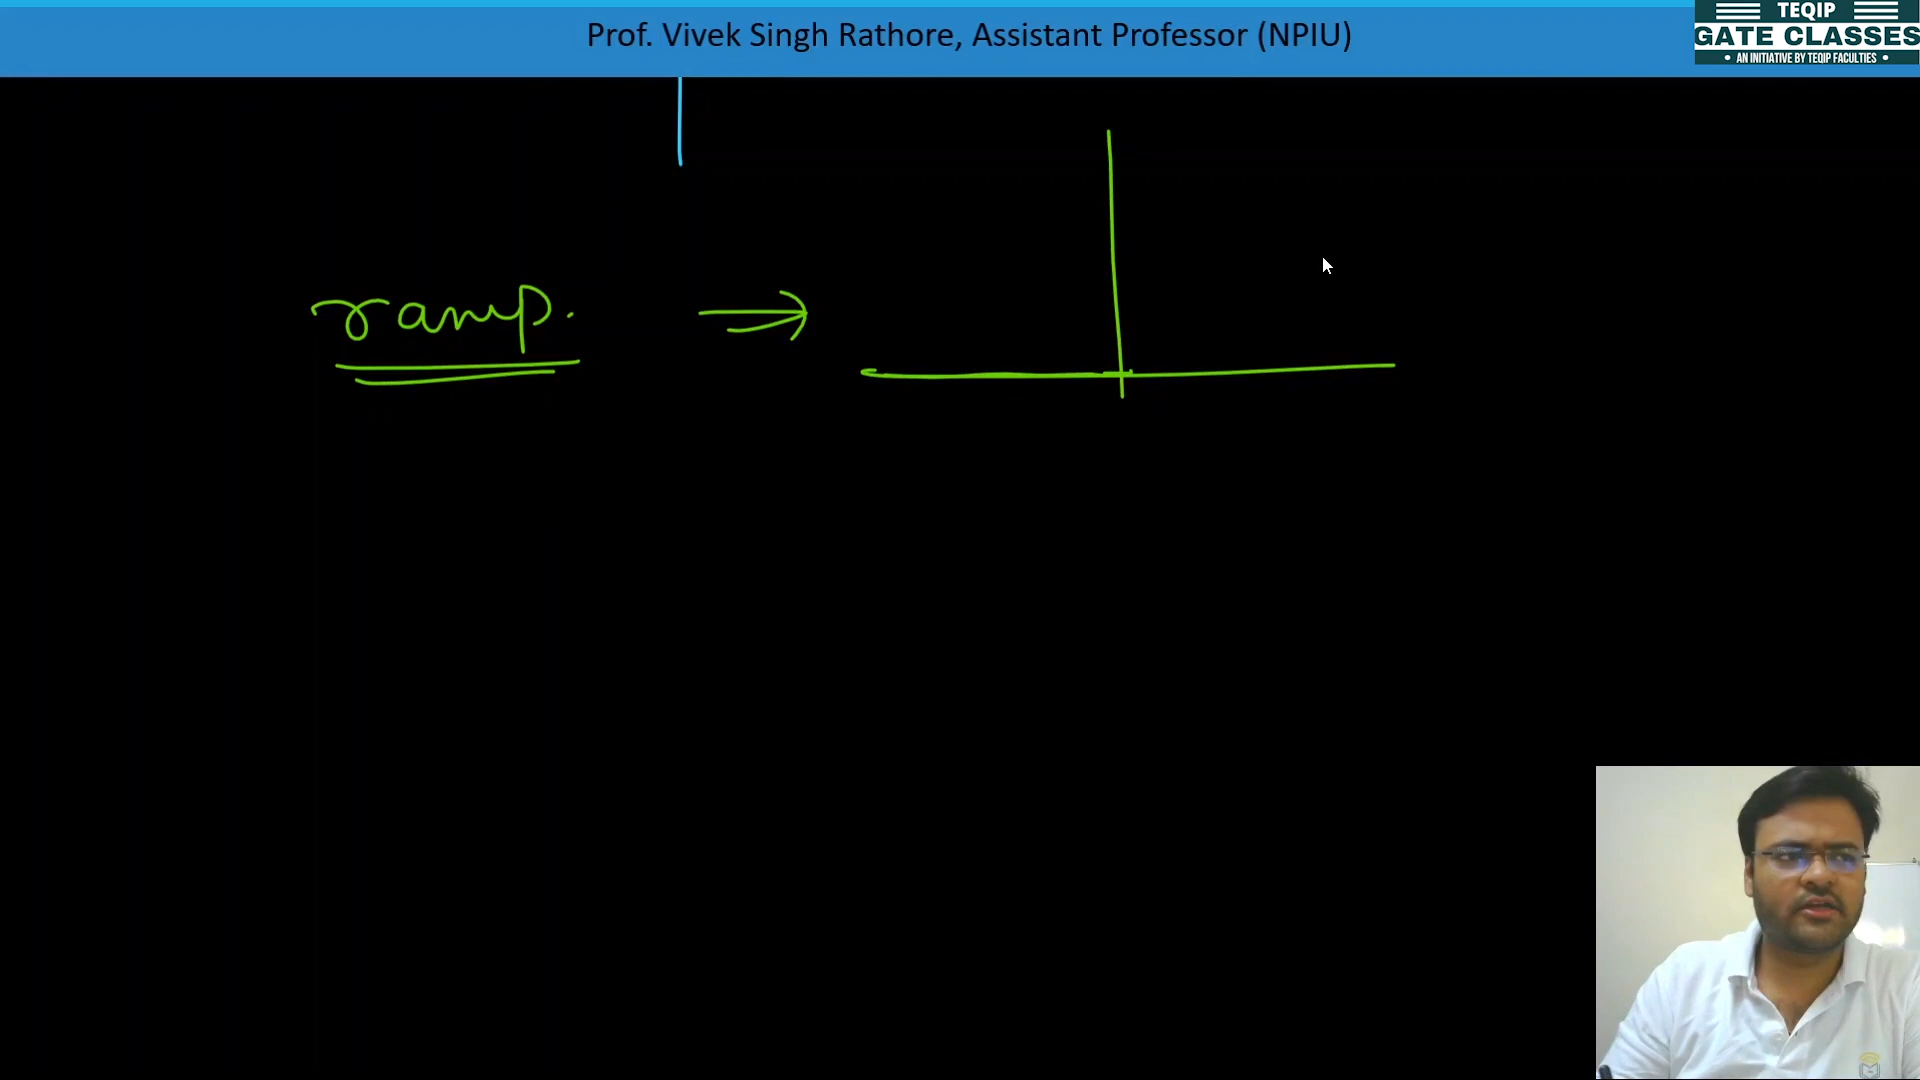 Prof. Vivek Singh Rathore, Assistant Professor (NPIU)
TEQIP
GATE CLASSES
• AN INITIATIVE BY TEQIP FACULTIES •
ramp.